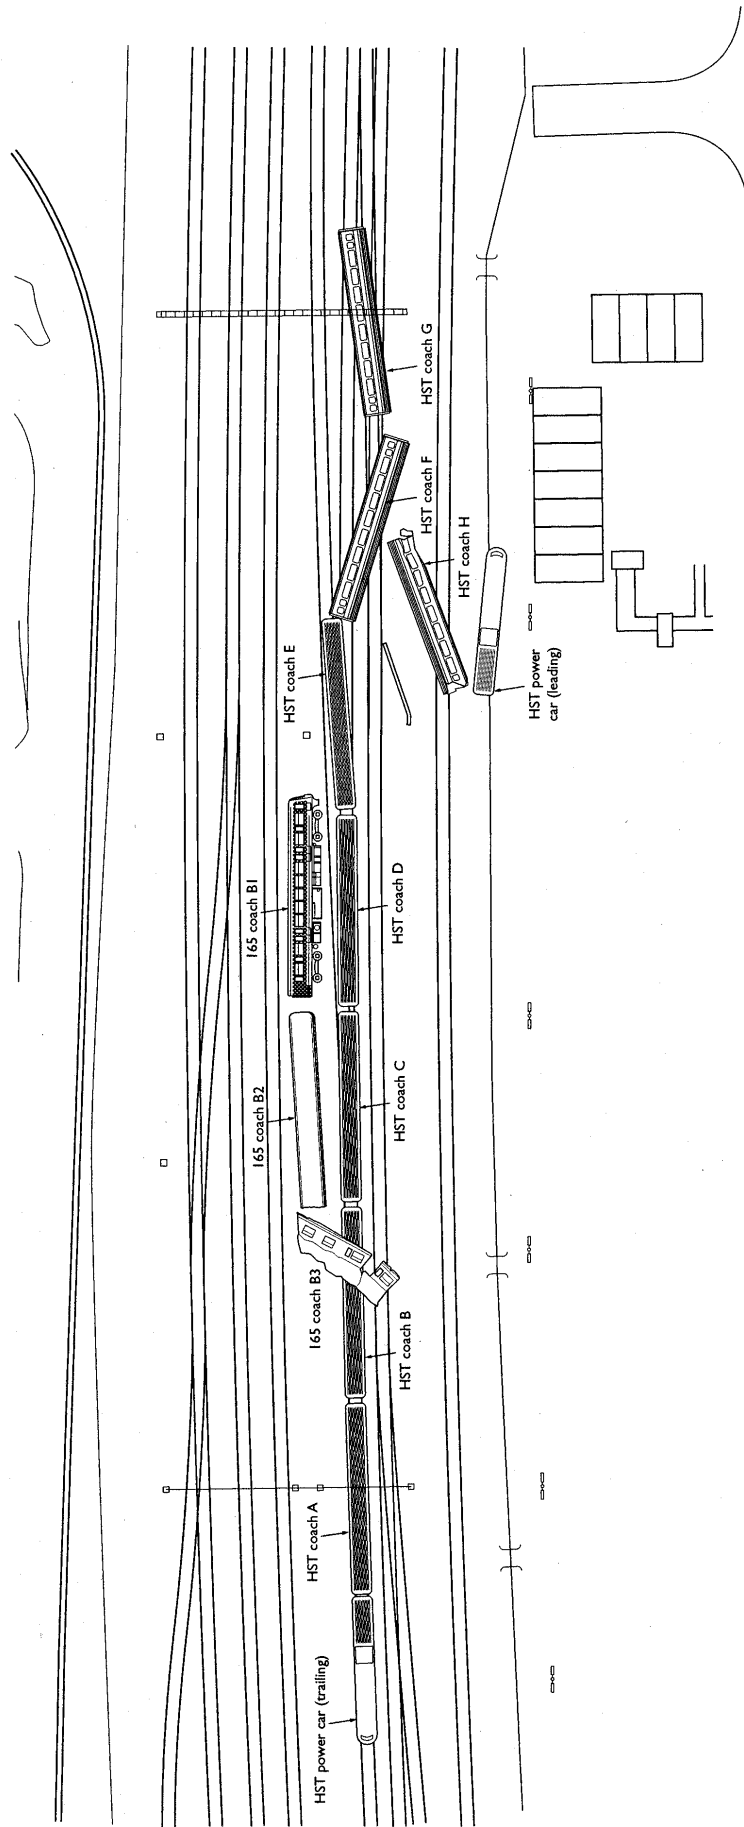 HST coach G
HST coach F
HST coach H
HST coach E
HST power
car (leading)
165 coach B1
HST coach D
165 coach B2
HST coach C
165 coach B3
HST coach B
HST coach A
HST power car (trailing)